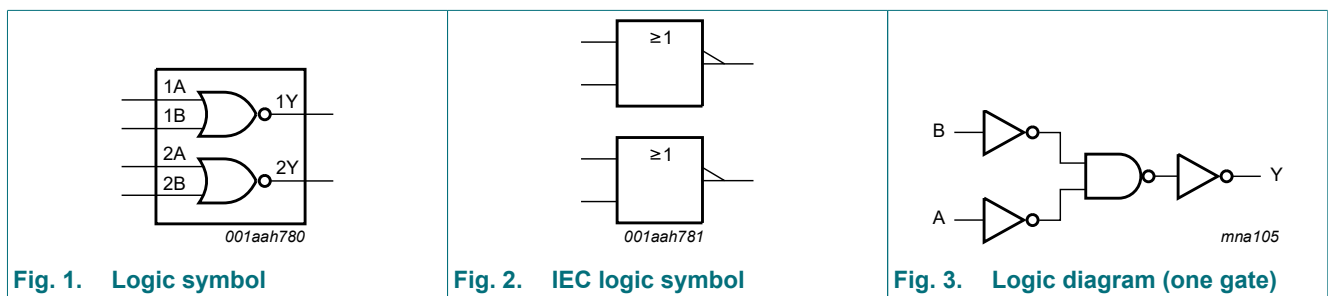 1A
1B
1Y
2A
2B
2Y
001aah780
Fig. 1. Logic symbol
≥1
≥1
001aah781
Fig. 2. IEC logic symbol
B
A
Y
mna105
Fig. 3. Logic diagram (one gate)